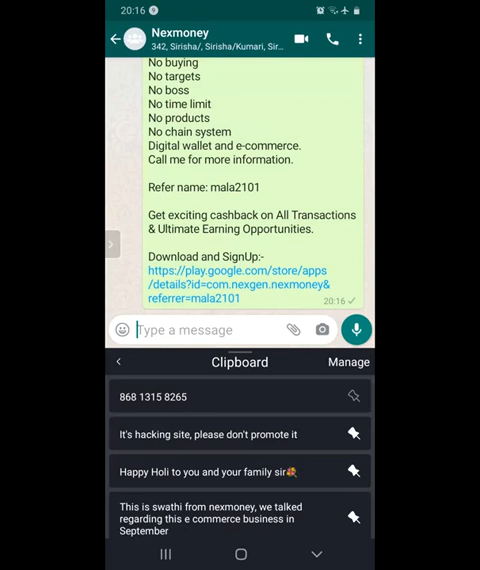 20:16
Nexmoney
342, Sirisha/, Sirisha/Kumari, Sir...
No buying
No targets
No boss
No time limit
No products
No chain system
Digital wallet and e-commerce.
Call me for more information.
Refer name: mala2101
Get exciting cashback on All Transactions
& Ultimate Earning Opportunities.
Download and SignUp:-
https://play.google.com/store/apps
/details?id=com.nexgen.nexmoney&
referrer=mala2101
20:16
Type a message
Clipboard
Manage
868 1315 8265
It's hacking site, please don't promote it
Happy Holi to you and your family sir💐
This is swathi from nexmoney, we talked
regarding this e commerce business in
September